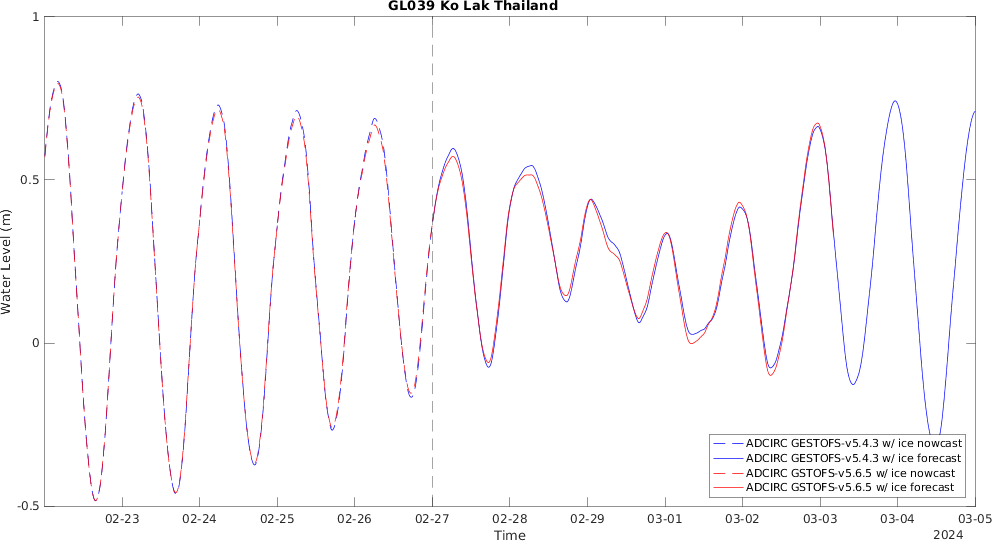 GL039 Ko Lak Thailand
1
0.5
0
-0.5
Water Level (m)
02-23 02-24 02-25 02-26 02-27 02-28 02-29 03-01 03-02 03-03 03-04 03-05
2024
Time
ADCIRC GESTOFS-v5.4.3 w/ ice nowcast
ADCIRC GESTOFS-v5.4.3 w/ ice forecast
ADCIRC GSTOFS-v5.6.5 w/ ice nowcast
ADCIRC GSTOFS-v5.6.5 w/ ice forecast